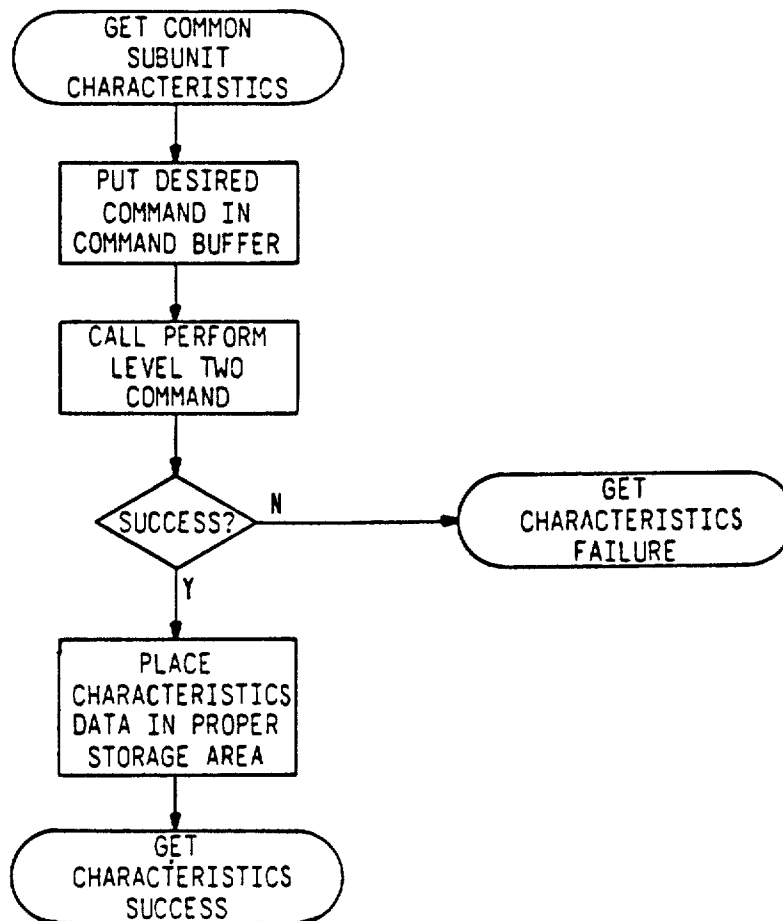 GET COMMON
SUBUNIT
CHARACTERISTICS
PUT DESIRED
COMMAND IN
COMMAND BUFFER
CALL PERFORM
LEVEL TWO
COMMAND
SUCCESS?
N
GET
CHARACTERISTICS
FAILURE
Y
PLACE
CHARACTERISTICS
DATA IN PROPER
STORAGE AREA
GET
CHARACTERISTICS
SUCCESS